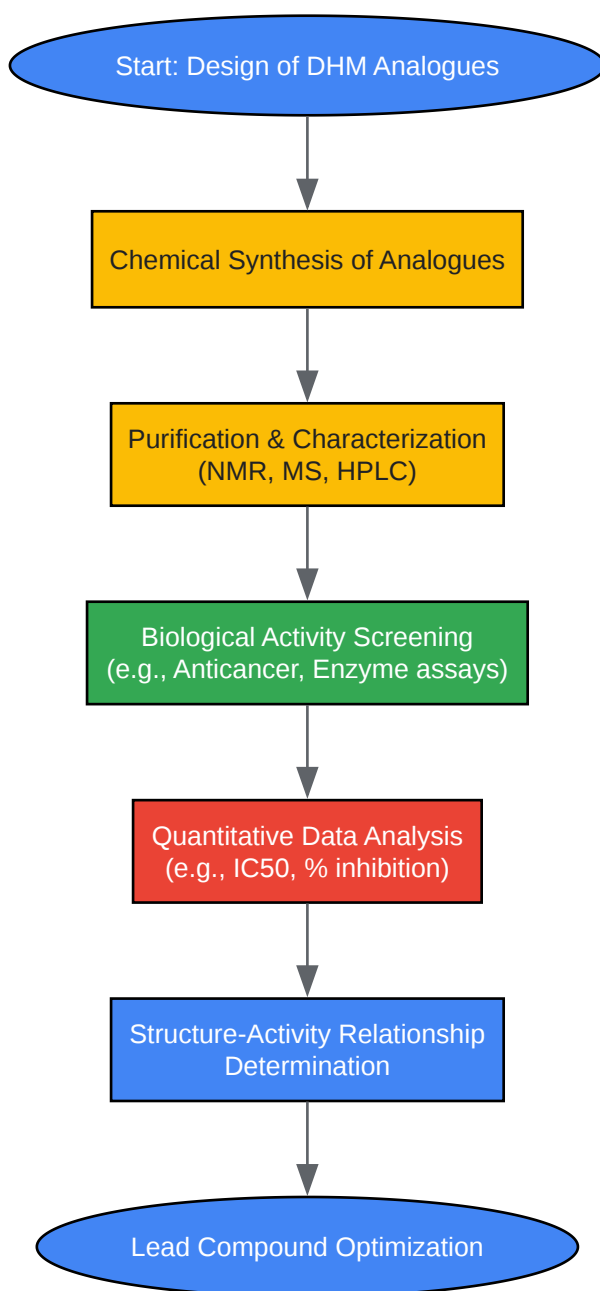 Start: Design of DHM Analogues
Chemical Synthesis of Analogues
Purification & Characterization
(NMR, MS, HPLC)
Biological Activity Screening
(e.g., Anticancer, Enzyme assays)
Quantitative Data Analysis
(e.g., IC50, % inhibition)
Structure-Activity Relationship
Determination
Lead Compound Optimization